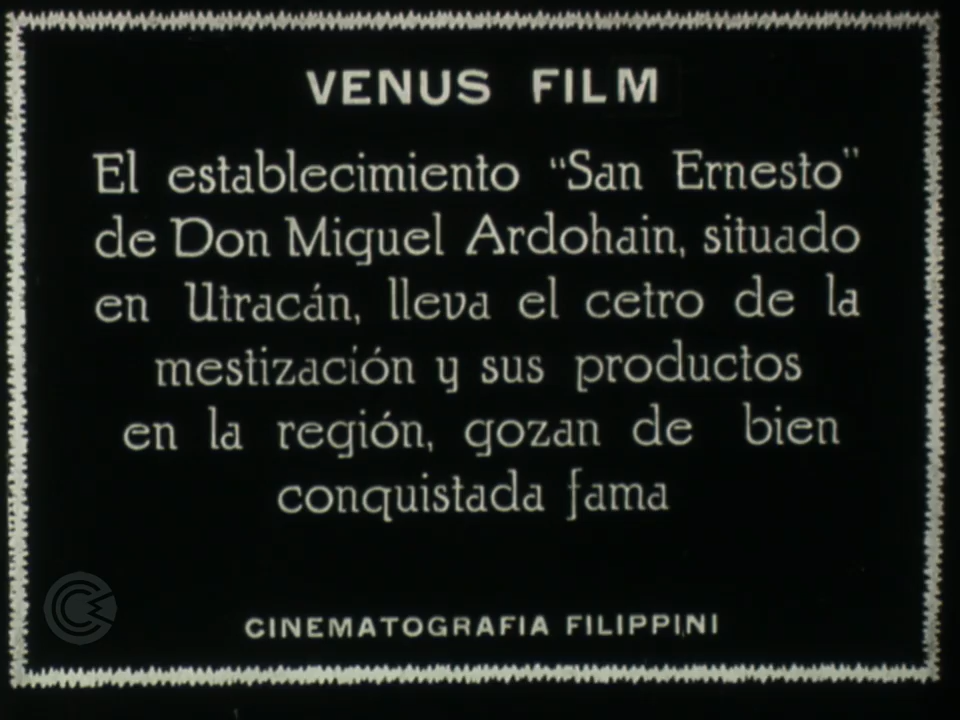 VENUS FILM
El establecimiento "San Ernesto"
de Don Miguel Ardohain, situado
en Utracán, lleva el cetro de la
mestización y sus productos
en la región, gozan de bien
conquistada fama
CINEMATOGRAFIA FILIPPINI